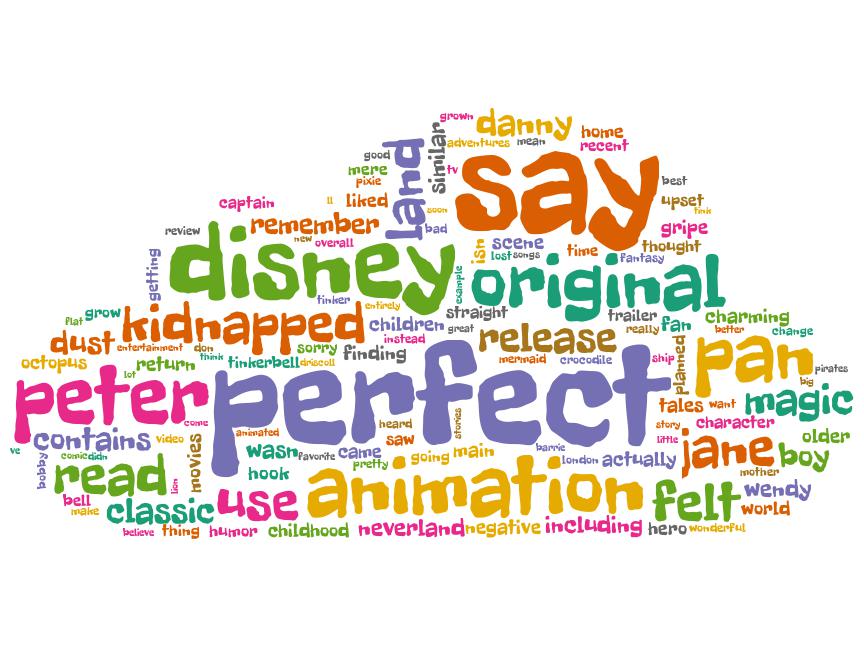 grown
danny
home
adventures
mean
recent
good
land
similar
say
mere
tv
pixie
best
captain
ll
liked
soon
upset
tink
remember
bad
gripe
review
new
overall
isn
scene
time
thought
getting
disney
lost
songs
fantasy
example
original
tinker
entirely
flat
grow
kidnapped
children
straight
trailer
charming
great
release
really
fan
better
change
dust
entertainment
don
sorry
instead
octopus
return
think
tinkerbell
driscoll
finding
mermaid
crocodile
ship
planned
pan
pirates
lot
peter
perfect
big
tales
want
magic
come
heard
stories
story
character
ve
contains
video
animated
saw
little
older
bobby
comic
didn
movies
wasn
favorite
came
going
main
barrie
london
actually
jane
boy
mother
read
lion
hook
pretty
bell
use
animation
felt
wendy
make
classic
world
believe
thing
humor
childhood
neverland
negative
including
hero
wonderful